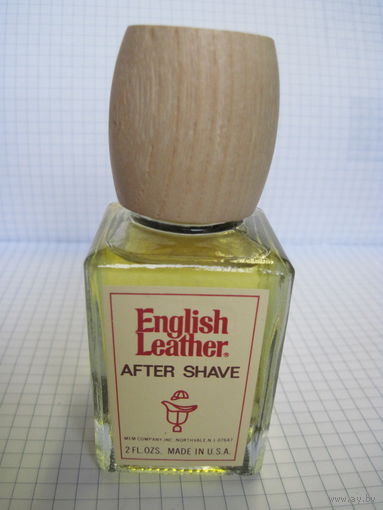 English
Leather®
AFTER SHAVE
MEM COMPANY, INC. NORTHVALE, N.J. 07647
2 FL.OZS. MADE IN U.S.A.
www.ay.by